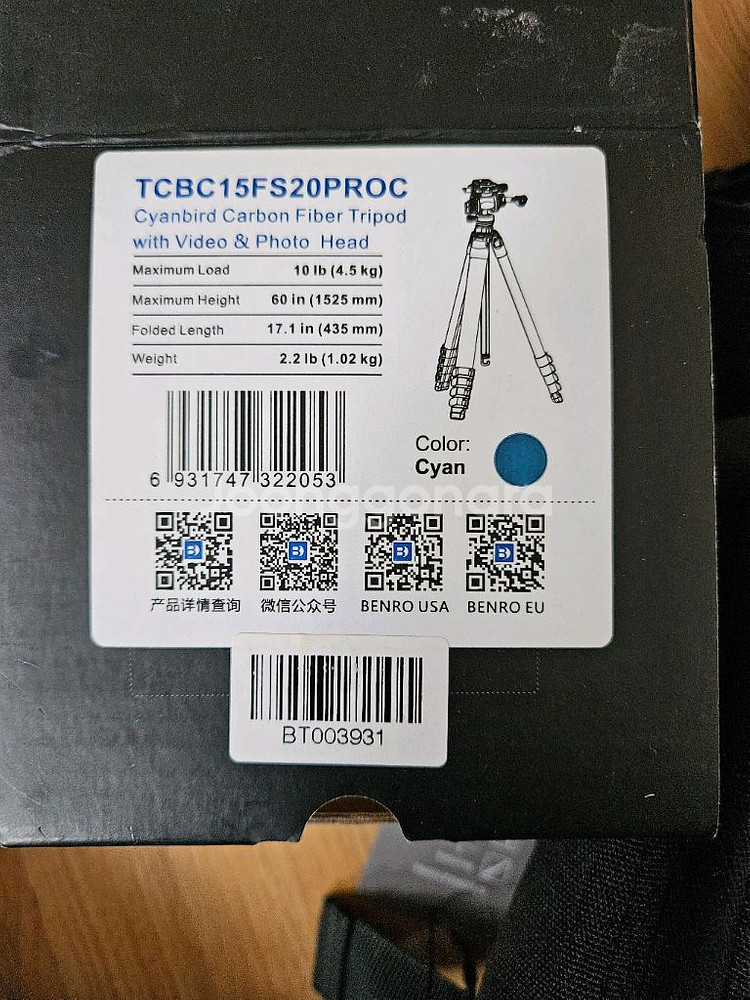 TCBC15FS20PROC
Cyanbird Carbon Fiber Tripod
with Video & Photo Head
Maximum Load 10 lb (4.5 kg)
Maximum Height 60 in (1525 mm)
Folded Length 17.1 in (435 mm)
Weight 2.2 lb (1.02 kg)
6 931747 322053
Color:
Cyan
产品详情查询 微信公众号 BENRO USA BENRO EU
BT003931